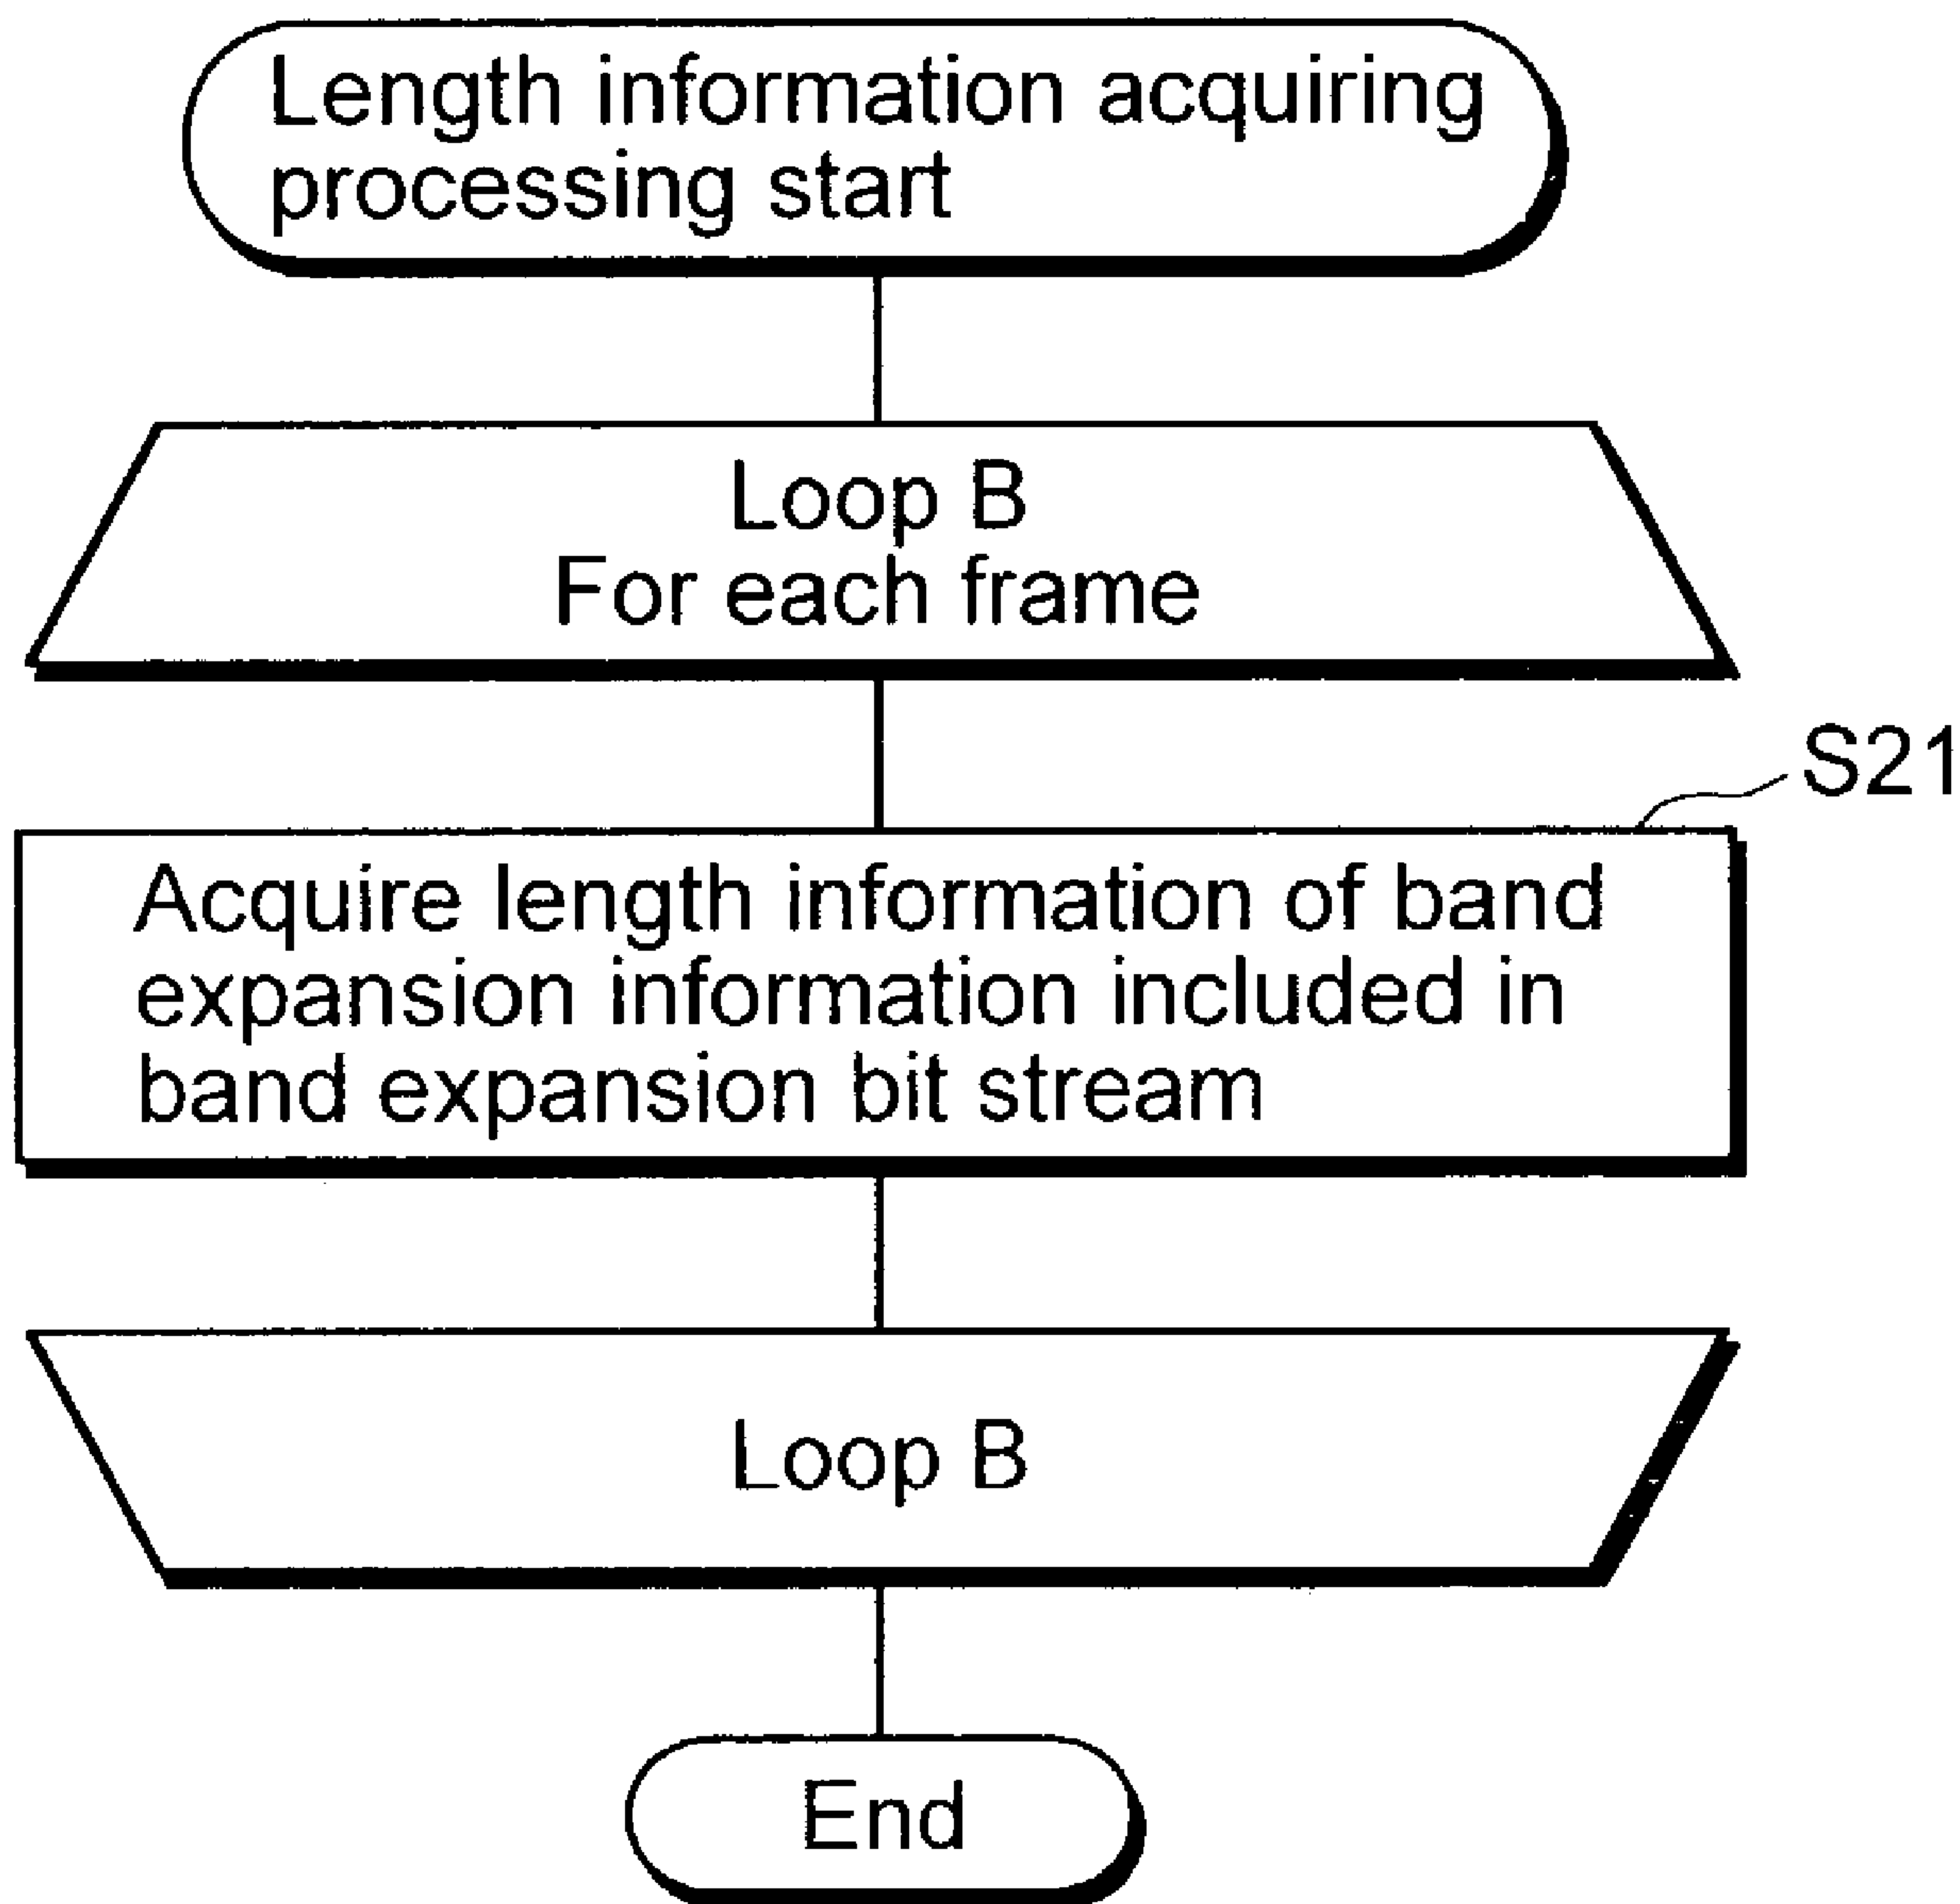 Length information acquiring
processing start
Loop B
For each frame
S21
Acquire length information of band
expansion information included in
band expansion bit stream
Loop B
End